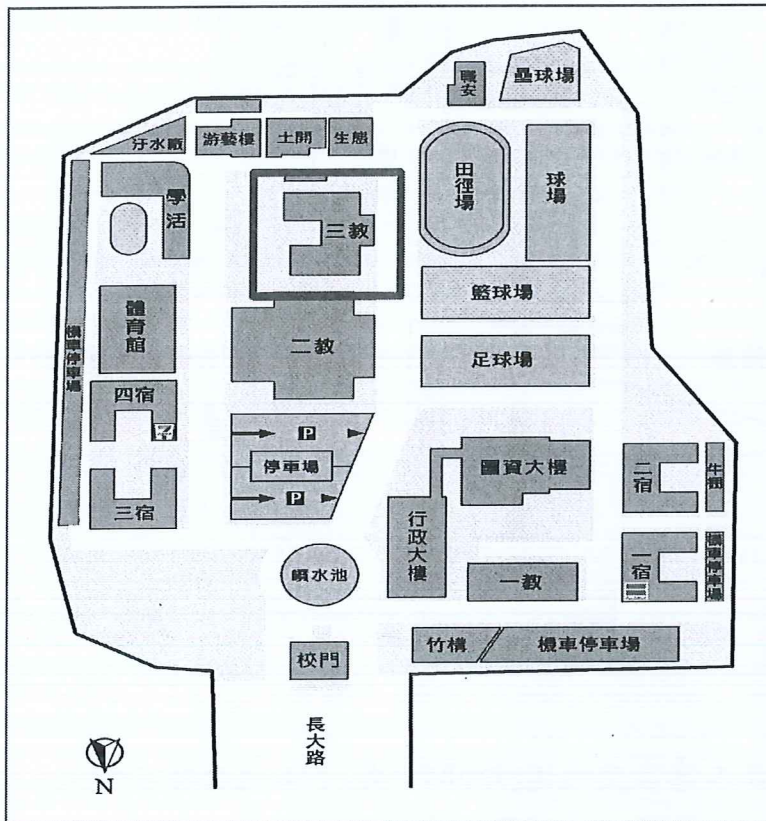 職安
壘球場
汙水廠
游藝樓
土開
生態
學活
三教
田徑場
球場
籃球場
體育館
機車停車場
二教
足球場
四宿
三宿
P
停車場
P
圖資大樓
行政大樓
二宿
一宿
機車停車場
噴水池
一教
校門
竹構
機車停車場
長大路
N